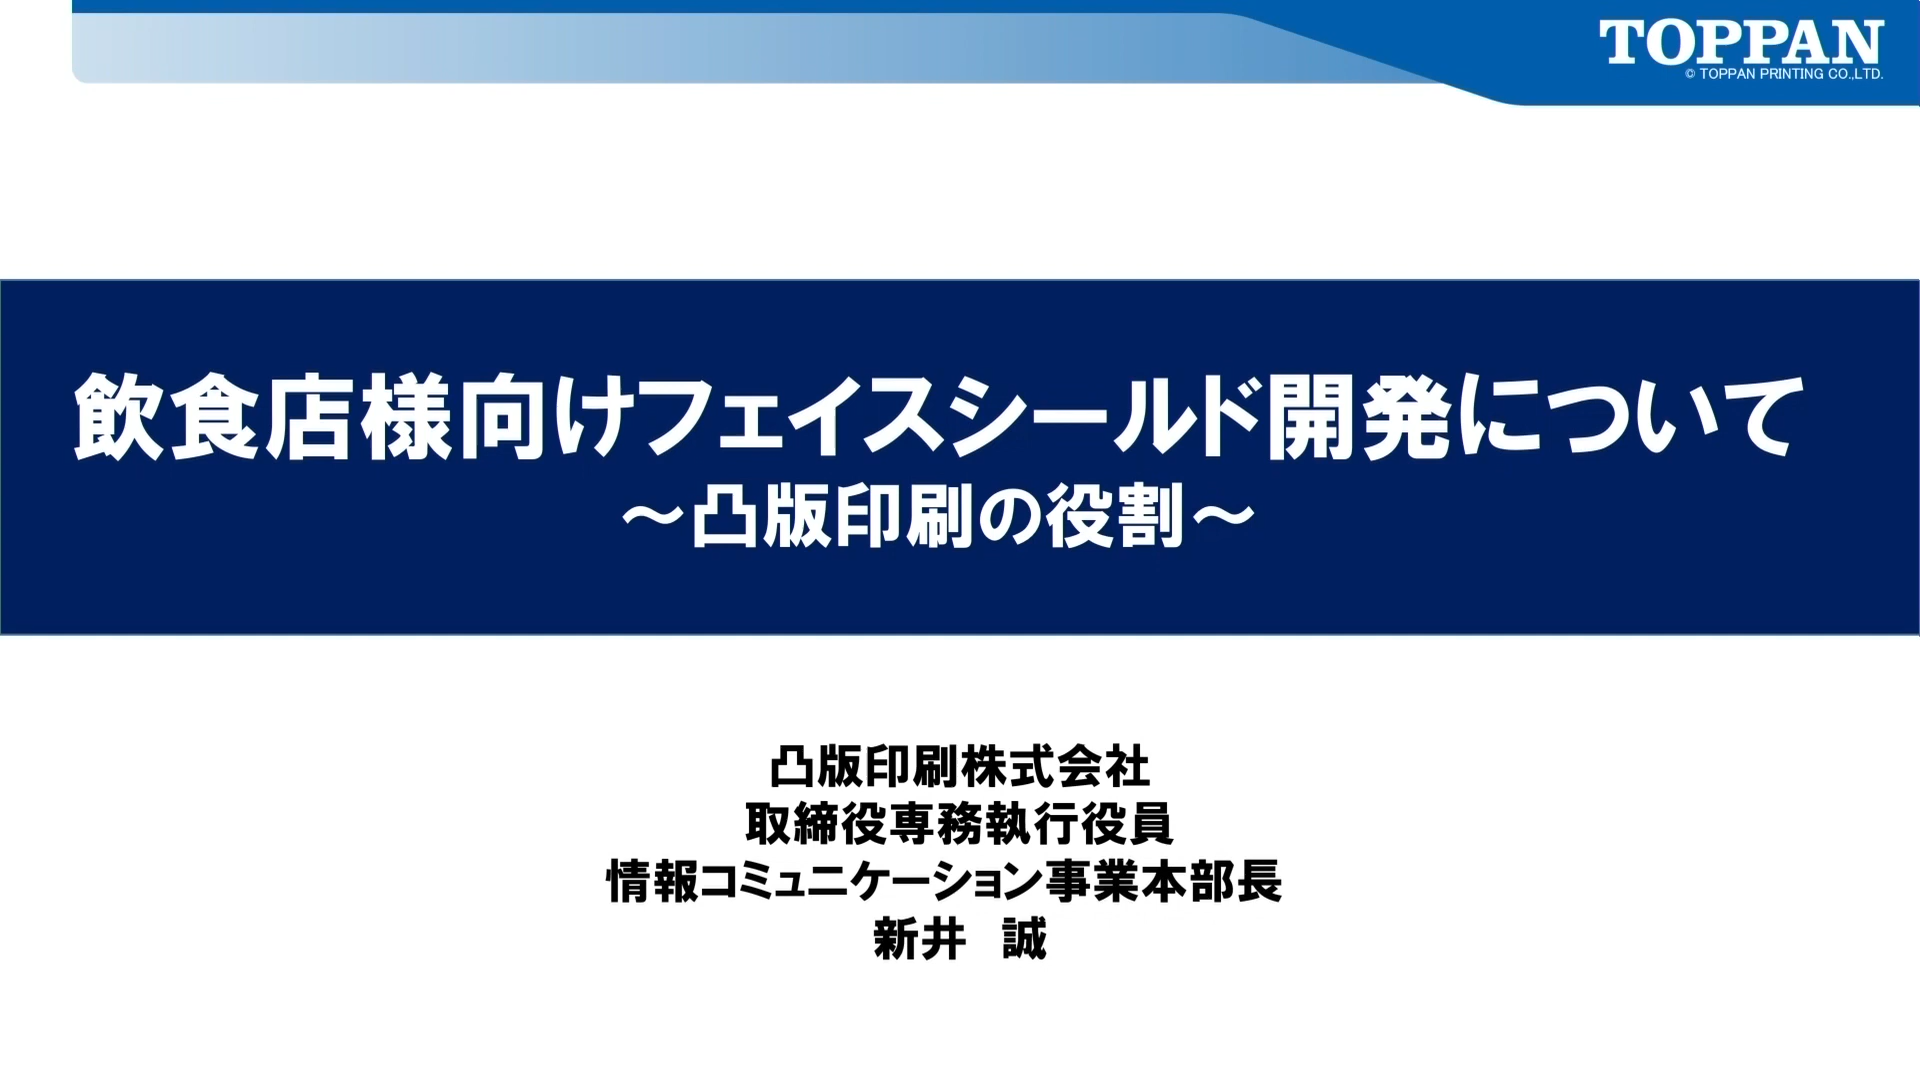 TOPPAN
© TOPPAN PRINTING CO.,LTD.
飲食店様向けフェイスシールド開発について
～凸版印刷の役割～
凸版印刷株式会社
取締役専務執行役員
情報コミュニケーション事業本部長
新井　誠